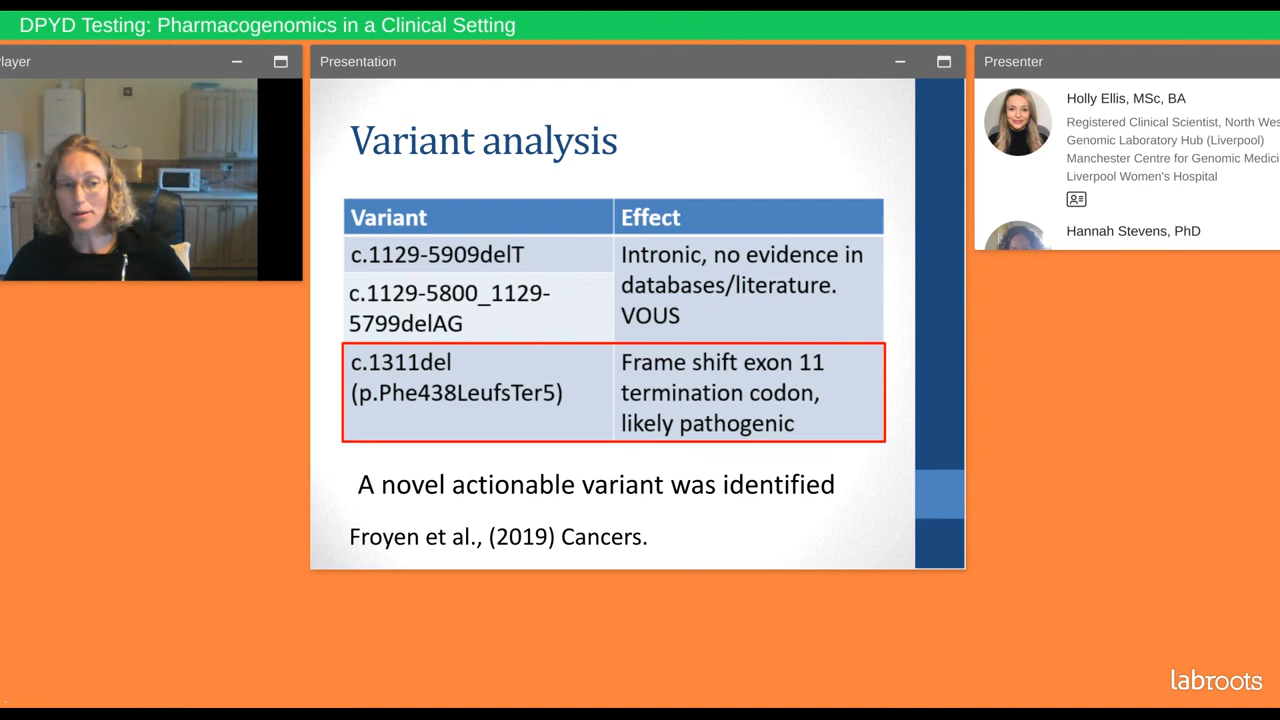 DPYD Testing: Pharmacogenomics in a Clinical Setting
layer
Presentation
Presenter
Variant analysis
Variant
Effect
c.1129-5909delT
c.1129-5800_1129-
5799delAG
Intronic, no evidence in
databases/literature.
VOUS
c.1311del
(p.Phe438LeufsTer5)
Frame shift exon 11
termination codon,
likely pathogenic
A novel actionable variant was identified
Froyen et al., (2019) Cancers.
Holly Ellis, MSc, BA
Registered Clinical Scientist, North Wes
Genomic Laboratory Hub (Liverpool)
Manchester Centre for Genomic Medici
Liverpool Women's Hospital
Hannah Stevens, PhD
labroots